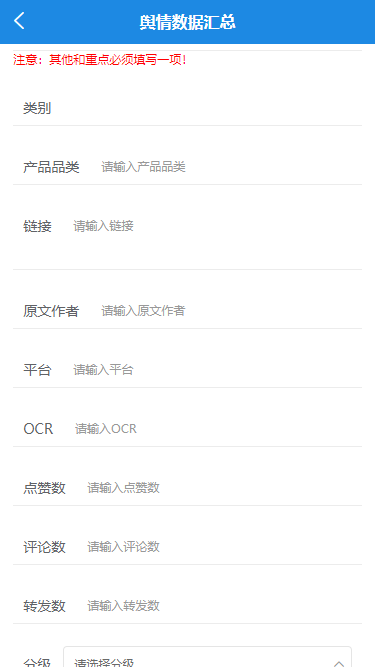 舆情数据汇总
注意：其他和重点必须填写一项！
类别
产品品类 请输入产品品类
链接 请输入链接
原文作者 请输入原文作者
平台 请输入平台
OCR 请输入OCR
点赞数 请输入点赞数
评论数 请输入评论数
转发数 请输入转发数
分级 请选择分级